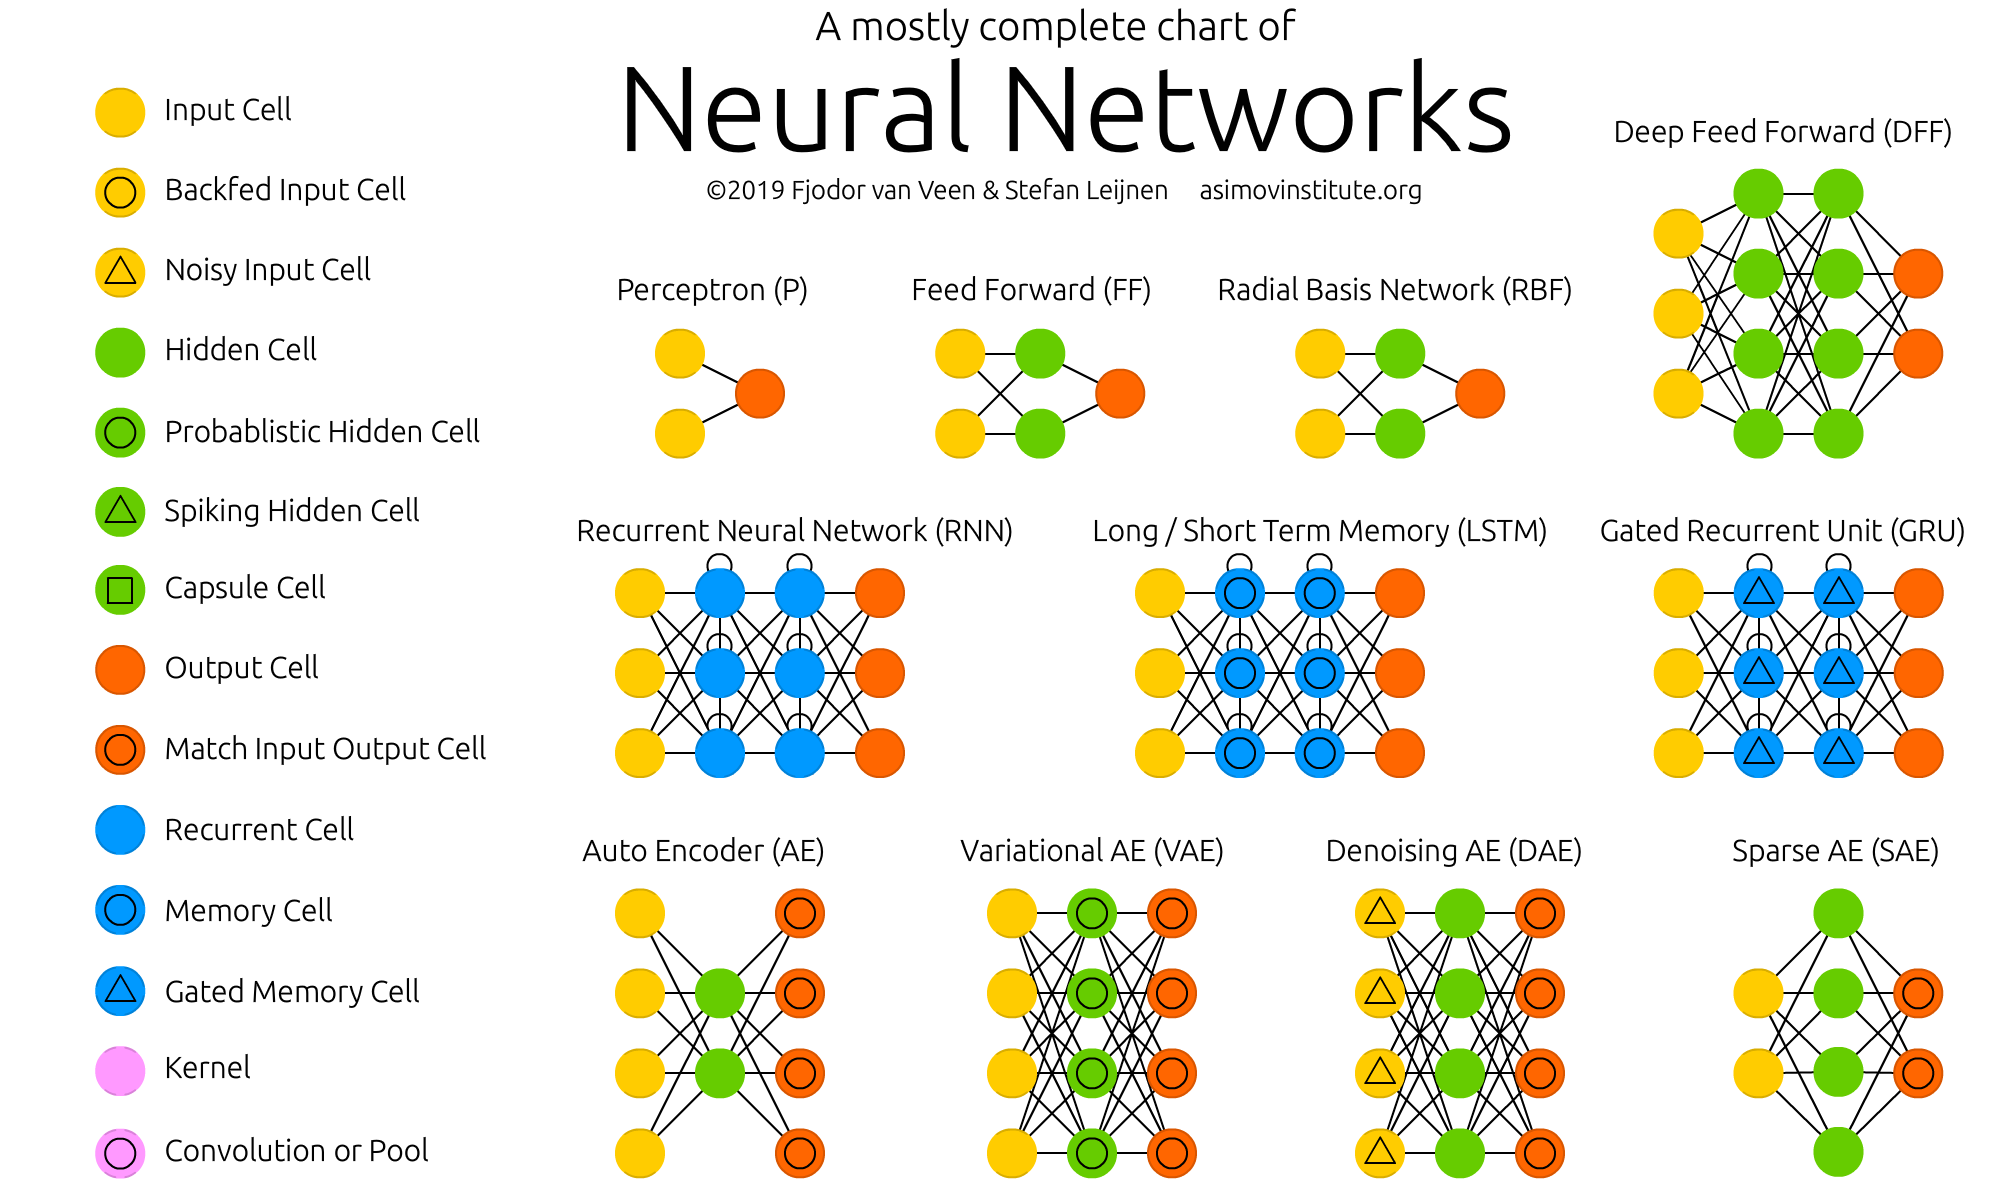 A mostly complete chart of
Neural Networks
©2019 Fjodor van Veen & Stefan Leijnen asimovinstitute.org
Input Cell
Backfed Input Cell
Noisy Input Cell
Hidden Cell
Probablistic Hidden Cell
Spiking Hidden Cell
Capsule Cell
Output Cell
Match Input Output Cell
Recurrent Cell
Memory Cell
Gated Memory Cell
Kernel
Convolution or Pool
Deep Feed Forward (DFF)
Perceptron (P)
Feed Forward (FF)
Radial Basis Network (RBF)
Recurrent Neural Network (RNN)
Long / Short Term Memory (LSTM)
Gated Recurrent Unit (GRU)
Auto Encoder (AE)
Variational AE (VAE)
Denoising AE (DAE)
Sparse AE (SAE)